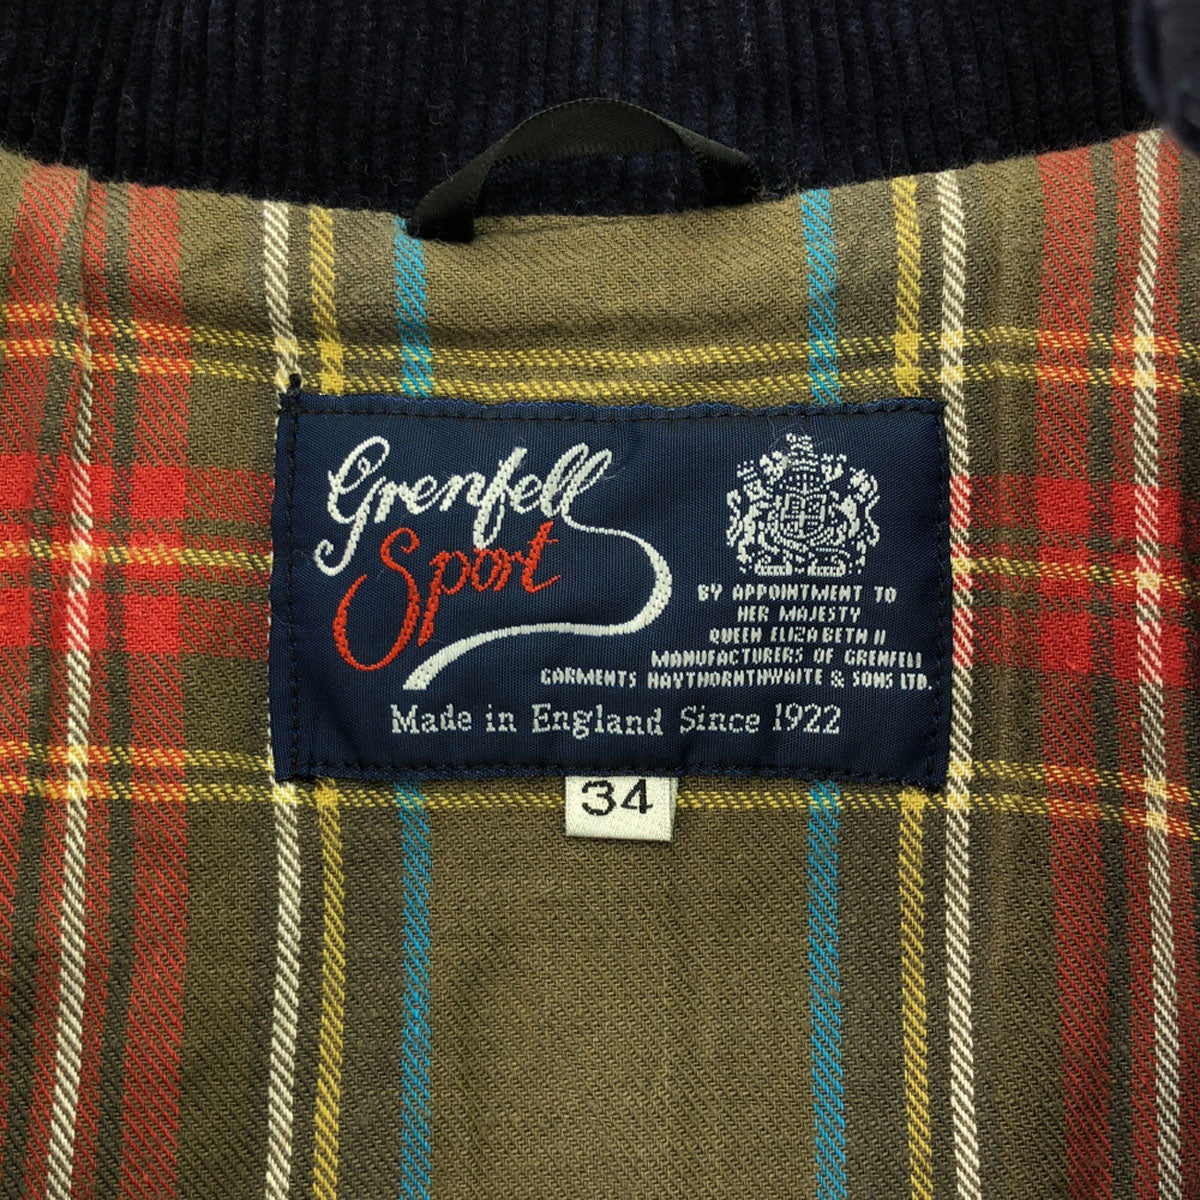 Grenfell
Sport
BY APPOINTMENT TO
HER MAJESTY
QUEEN ELIZABETH II
MANUFACTURERS OF GRENFELL
GARMENTS HAYTHORNTHWAITE & SONS LTD.
Made in England Since 1922
34